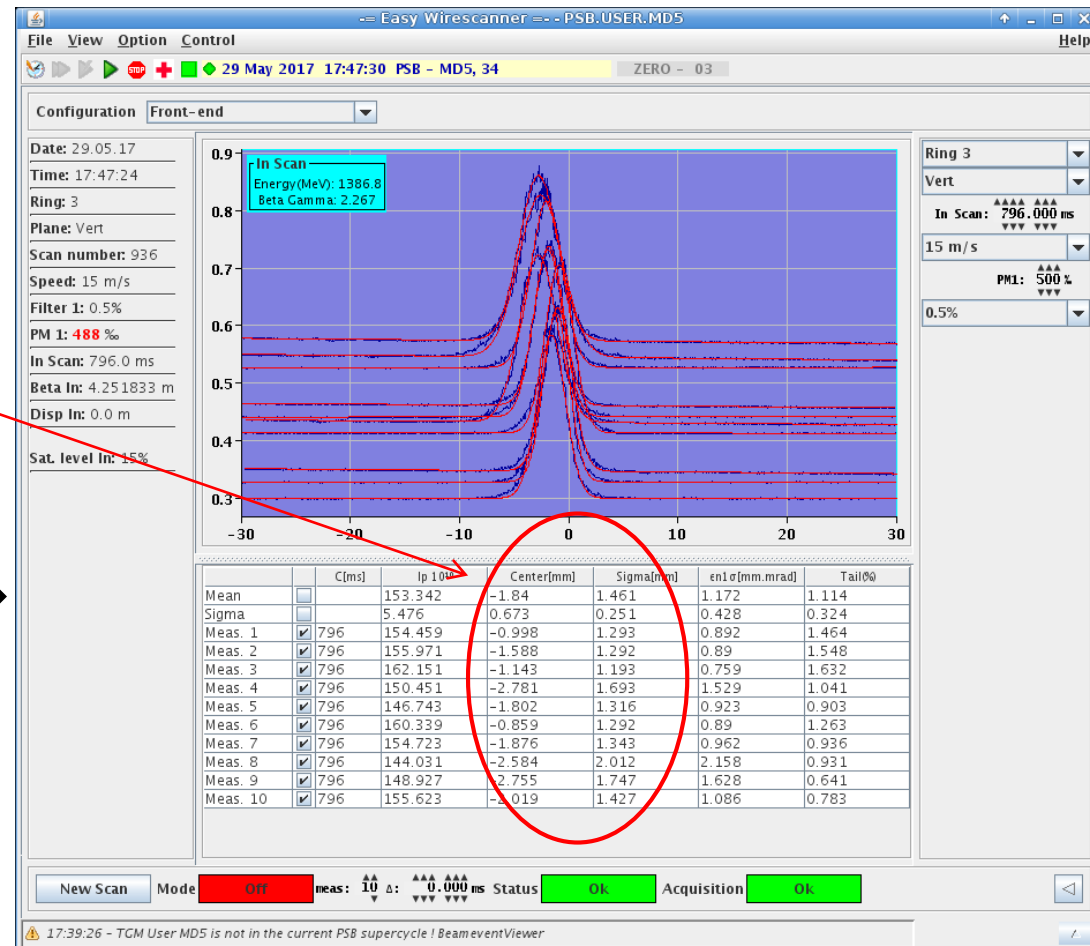 -= Easy Wirescanner =-- PSB.USER.MD5
File View Option Control Help
STOP 29 May 2017 17:47:30 PSB - MD5, 34 ZERO - 03
Configuration Front-end
Date: 29.05.17
Time: 17:47:24
Ring: 3
Plane: Vert
Scan number: 936
Speed: 15 m/s
Filter 1: 0.5%
PM 1: 488 ‰
In Scan: 796.0 ms
Beta In: 4.251833 m
Disp In: 0.0 m
Sat. level In: 15%
In Scan
Energy(MeV): 1386.8
Beta Gamma: 2.267
0.9
0.8
0.7
0.6
0.5
0.4
0.3
-30 -20 -10 0 10 20 30
Ring 3
Vert
In Scan: 796.000 ms
15 m/s
PM1: 500 ‰
0.5%
C[ms] Center[mm] Sigma[mm] εn1σ[mm.mrad] Tail(%)
Mean 153.342 -1.84 1.461 1.172 1.114
Sigma 5.476 0.673 0.251 0.428 0.324
Meas. 1 796 154.459 -0.998 1.293 0.892 1.464
Meas. 2 796 155.971 -1.588 1.292 0.89 1.548
Meas. 3 796 162.151 -1.143 1.193 0.759 1.632
Meas. 4 796 150.451 -2.781 1.693 1.529 1.041
Meas. 5 796 146.743 -1.802 1.316 0.923 0.903
Meas. 6 796 160.339 -0.859 1.292 0.89 1.263
Meas. 7 796 154.723 -1.876 1.343 0.962 0.936
Meas. 8 796 144.031 -2.584 2.012 2.158 0.931
Meas. 9 796 148.927 -2.755 1.747 1.628 0.641
Meas. 10 796 155.623 -2.019 1.427 1.086 0.783
New Scan Mode Off meas: 10 Δ: 0.000 ms Status Ok Acquisition Ok
17:39:26 - TGM User MD5 is not in the current PSB supercycle ! BeameventViewer